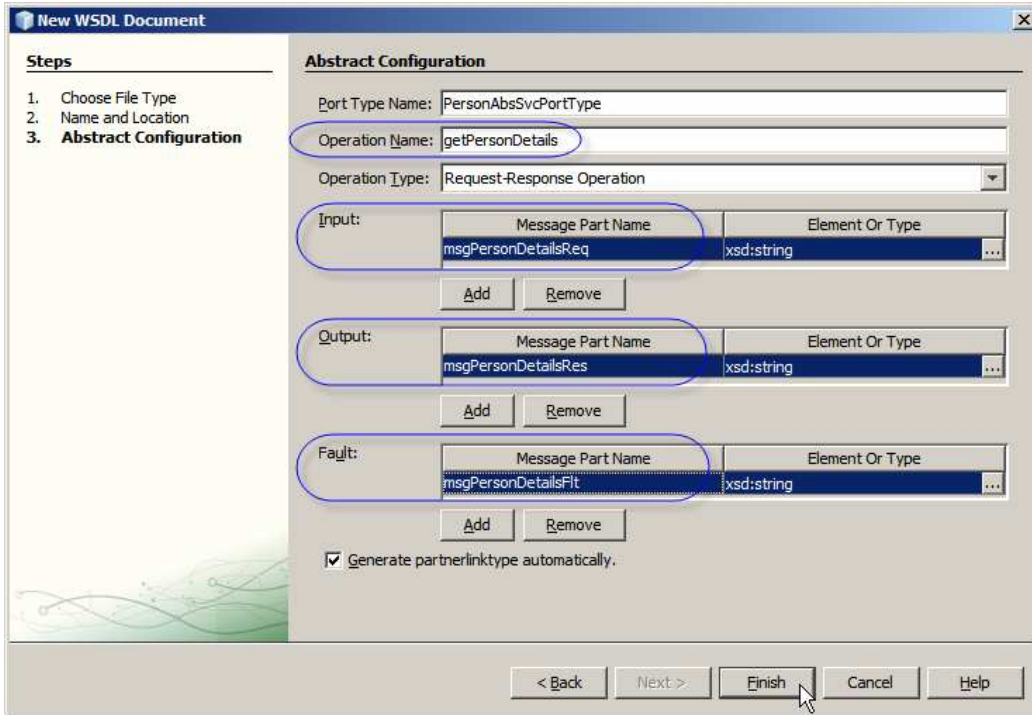 New WSDL Document
Steps
1. Choose File Type
2. Name and Location
3. Abstract Configuration
Abstract Configuration
Port Type Name: PersonAbsSvcPortType
Operation Name: getPersonDetails
Operation Type: Request-Response Operation
Input:
Message Part Name Element Or Type
msgPersonDetailsReq xsd:string ...
Add Remove
Output:
Message Part Name Element Or Type
msgPersonDetailsRes xsd:string ...
Add Remove
Fault:
Message Part Name Element Or Type
msgPersonDetailsFlt xsd:string ...
Add Remove
Generate partnerlinktype automatically.
< Back Next > Finish Cancel Help